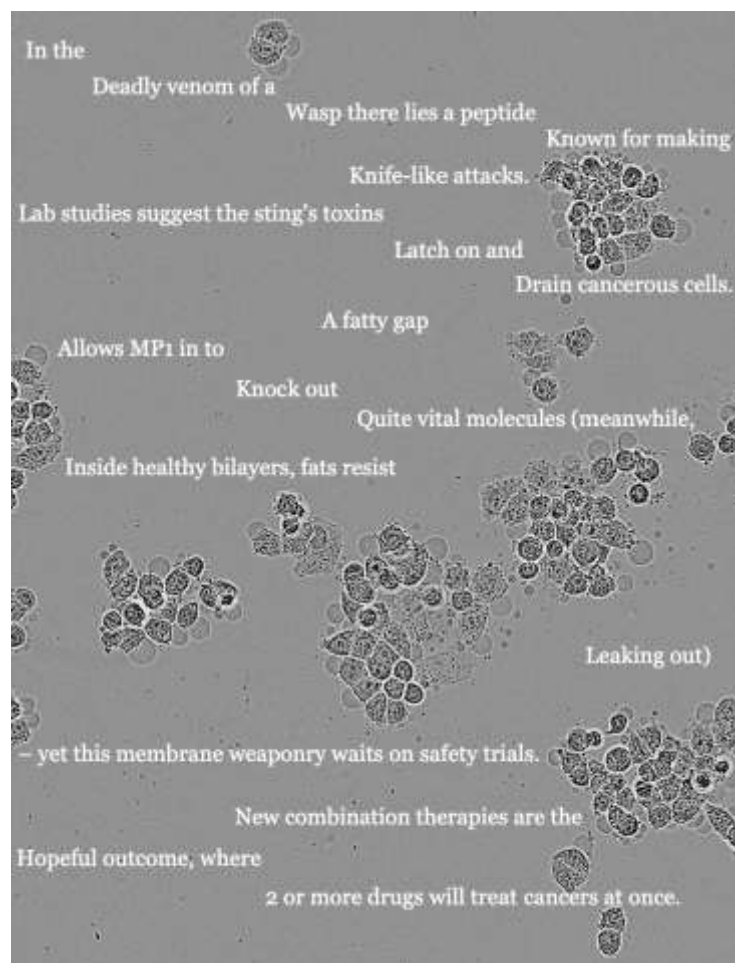 In the
Deadly venom of a
Wasp there lies a peptide
Known for making
Knife-like attacks.
Lab studies suggest the sting's toxins
Latch on and
Drain cancerous cells.
A fatty gap
Allows MP1 in to
Knock out
Quite vital molecules (meanwhile,
Inside healthy bilayers, fats resist
Leaking out)
– yet this membrane weaponry waits on safety trials.
New combination therapies are the
Hopeful outcome, where
2 or more drugs will treat cancers at once.